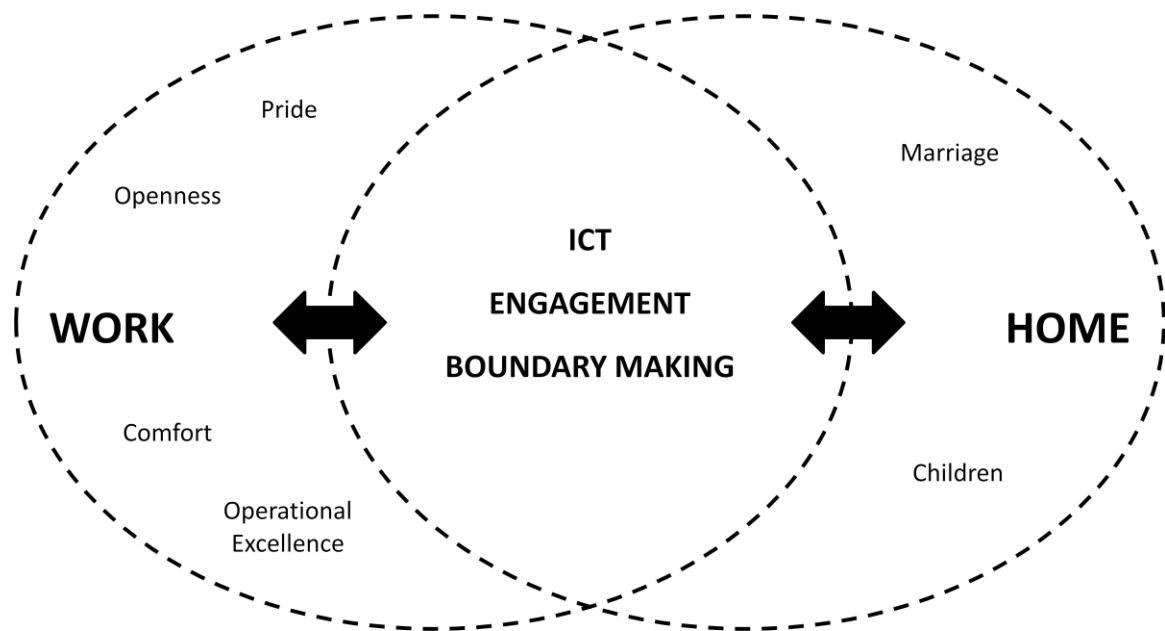 Pride
Openness
WORK
Comfort
Operational
Excellence
ICT
ENGAGEMENT
BOUNDARY MAKING
Marriage
HOME
Children